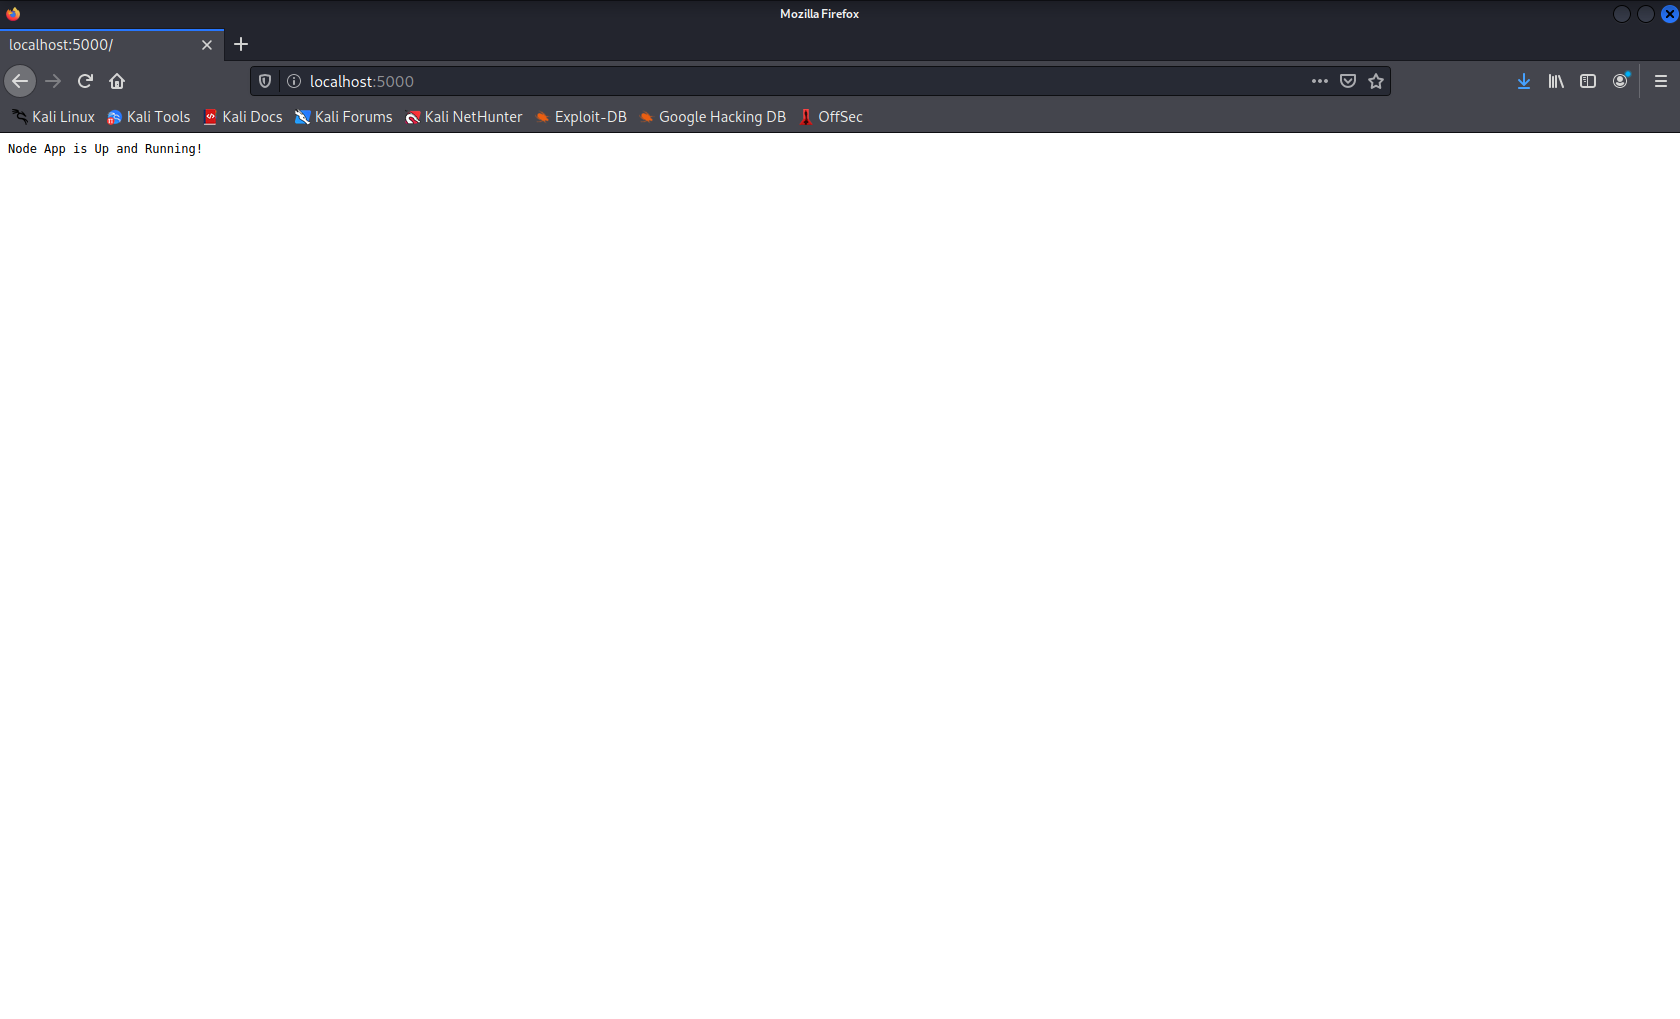 Mozilla Firefox
localhost:5000/
localhost:5000
Kali Linux Kali Tools Kali Docs Kali Forums Kali NetHunter Exploit-DB Google Hacking DB OffSec
Node App is Up and Running!